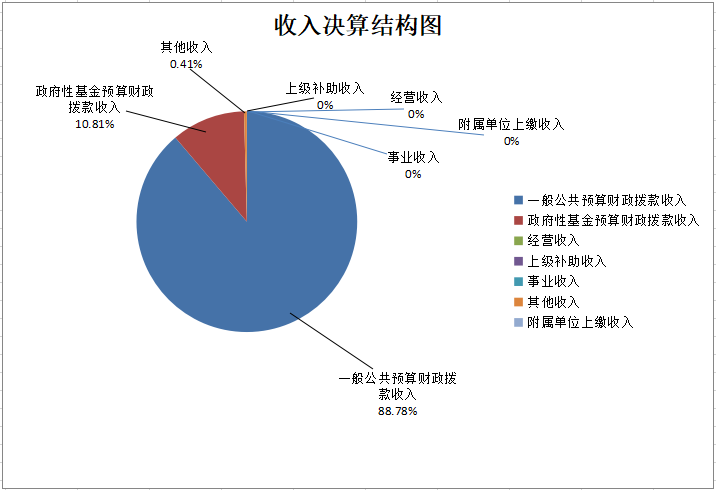 收入决算结构图
其他收入
0.41%
政府性基金预算财政
拨款收入
10.81%
上级补助收入
0%
经营收入
0%
附属单位上缴收入
0%
事业收入
0%
一般公共预算财政拨款收入
政府性基金预算财政拨款收入
经营收入
上级补助收入
事业收入
其他收入
附属单位上缴收入
一般公共预算财政拨
款收入
88.78%